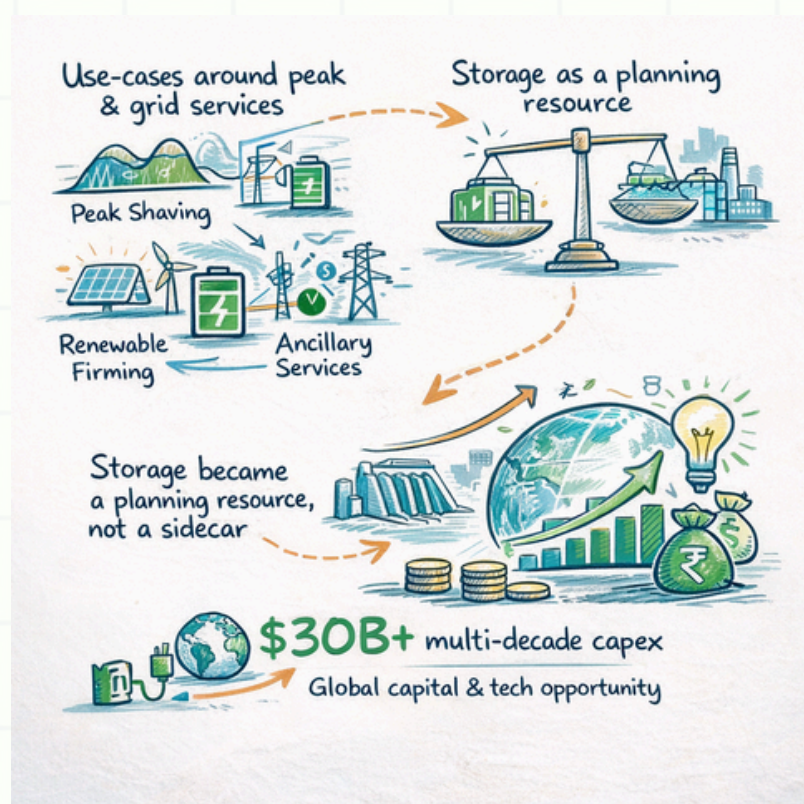 Use-cases around peak
& grid services
Storage as a planning
resource
Peak Shaving
Renewable
Firming
Ancillary
Services
Storage became
a planning resource,
not a sidecar
$
₹
$30B+ multi-decade capex
Global capital & tech opportunity